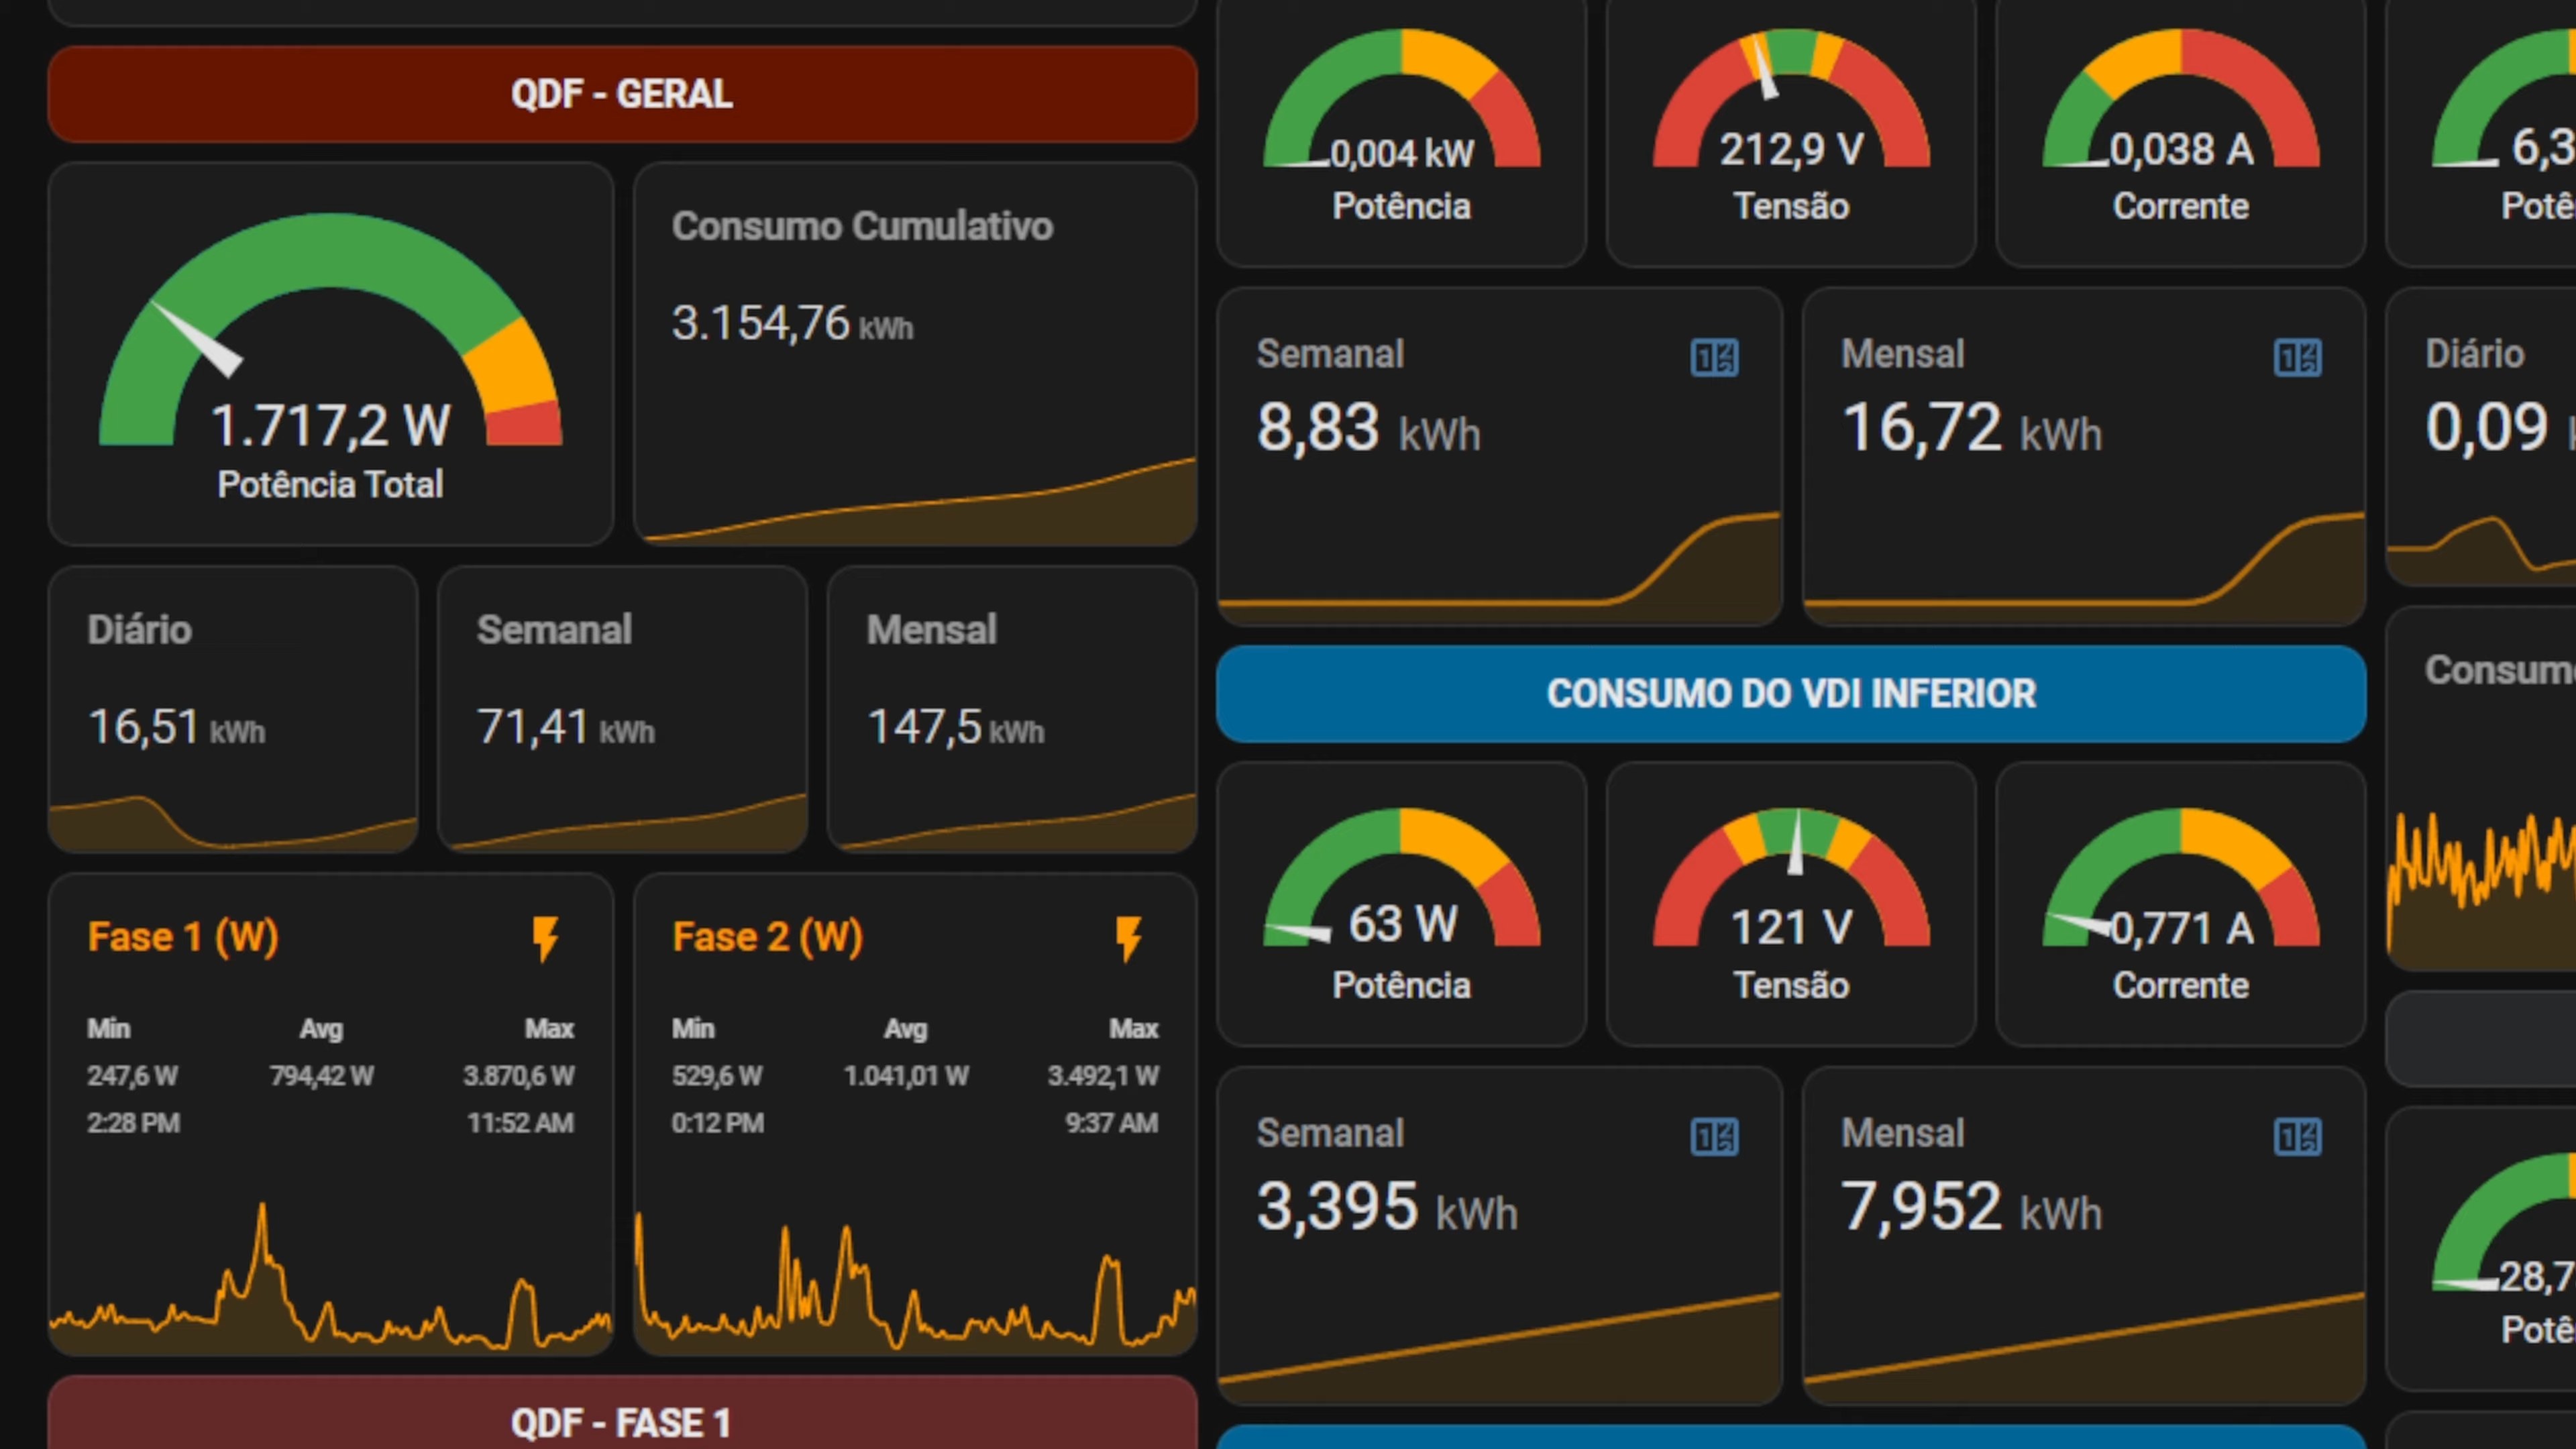 QDF - GERAL
1.717,2 W
Potência Total
Consumo Cumulativo
3.154,76 kWh
Diário
16,51 kWh
Semanal
71,41 kWh
Mensal
147,5 kWh
Fase 1 (W)
Min Avg Max
247,6 W 794,42 W 3.870,6 W
2:28 PM 11:52 AM
Fase 2 (W)
Min Avg Max
529,6 W 1.041,01 W 3.492,1 W
0:12 PM 9:37 AM
QDF - FASE 1
0,004 kW
Potência
212,9 V
Tensão
0,038 A
Corrente
Semanal
8,83 kWh
Mensal
16,72 kWh
CONSUMO DO VDI INFERIOR
63 W
Potência
121 V
Tensão
0,771 A
Corrente
Semanal
3,395 kWh
Mensal
7,952 kWh
6,3
Potê
Diário
0,09
Consum
28,7
Potê